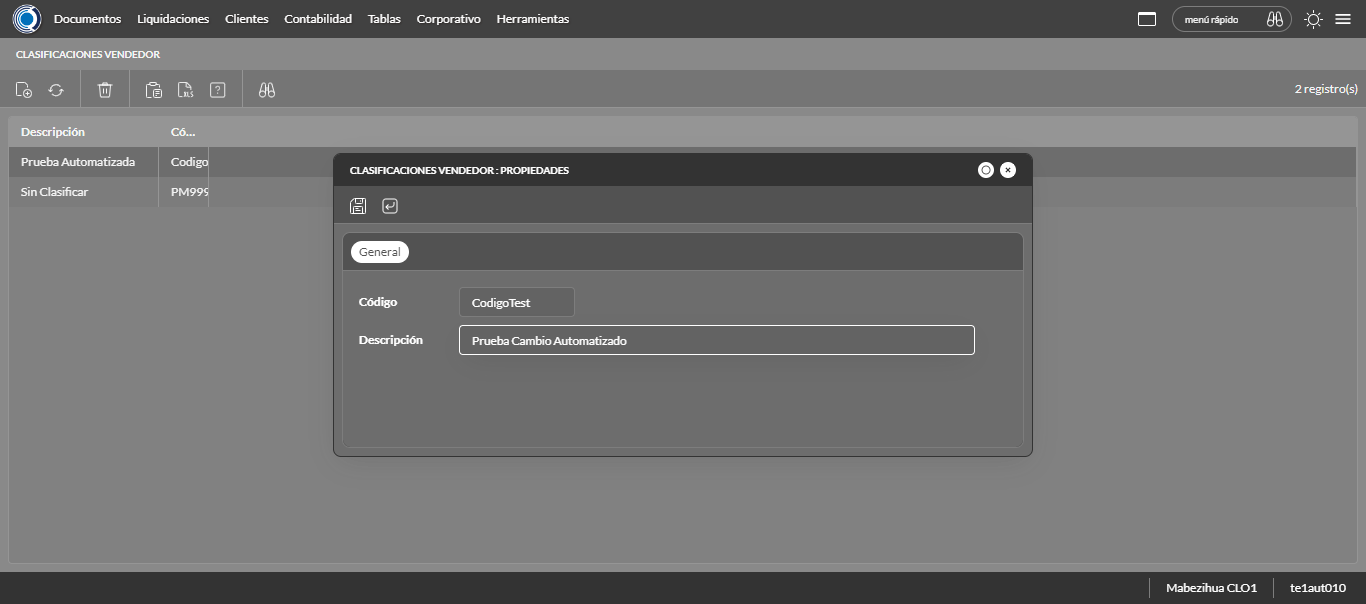 Documentos Liquidaciones Clientes Contabilidad Tablas Corporativo Herramientas menú rápido
CLASIFICACIONES VENDEDOR
XLS ? 2 registro(s)
Descripción Có...
Prueba Automatizada Codigo
Sin Clasificar PM999
CLASIFICACIONES VENDEDOR : PROPIEDADES
General
Código CodigoTest
Descripción Prueba Cambio Automatizado
Mabezihua CLO1 te1aut010